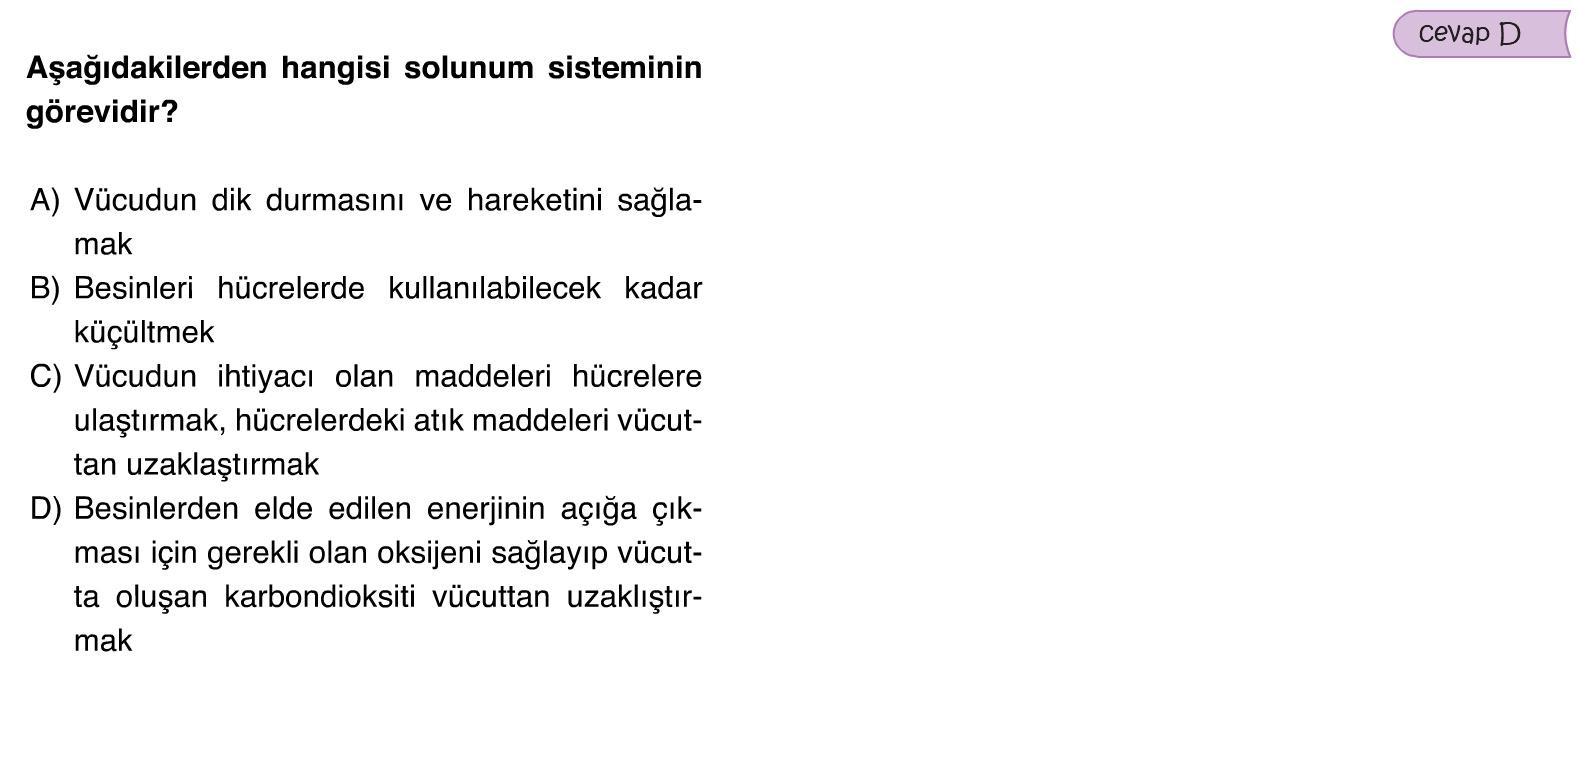 cevap D
Aşağıdakilerden hangisi solunum sisteminin
görevidir?
A) Vücudun dik durmasını ve hareketini sağla-
mak
B) Besinleri hücrelerde kullanılabilecek kadar
küçültmek
C) Vücudun ihtiyacı olan maddeleri hücrelere
ulaştırmak, hücrelerdeki atık maddeleri vücut-
tan uzaklaştırmak
D) Besinlerden elde edilen enerjinin açığa çık-
ması için gerekli olan oksijeni sağlayıp vücut-
ta oluşan karbondioksiti vücuttan uzaklıştır-
mak